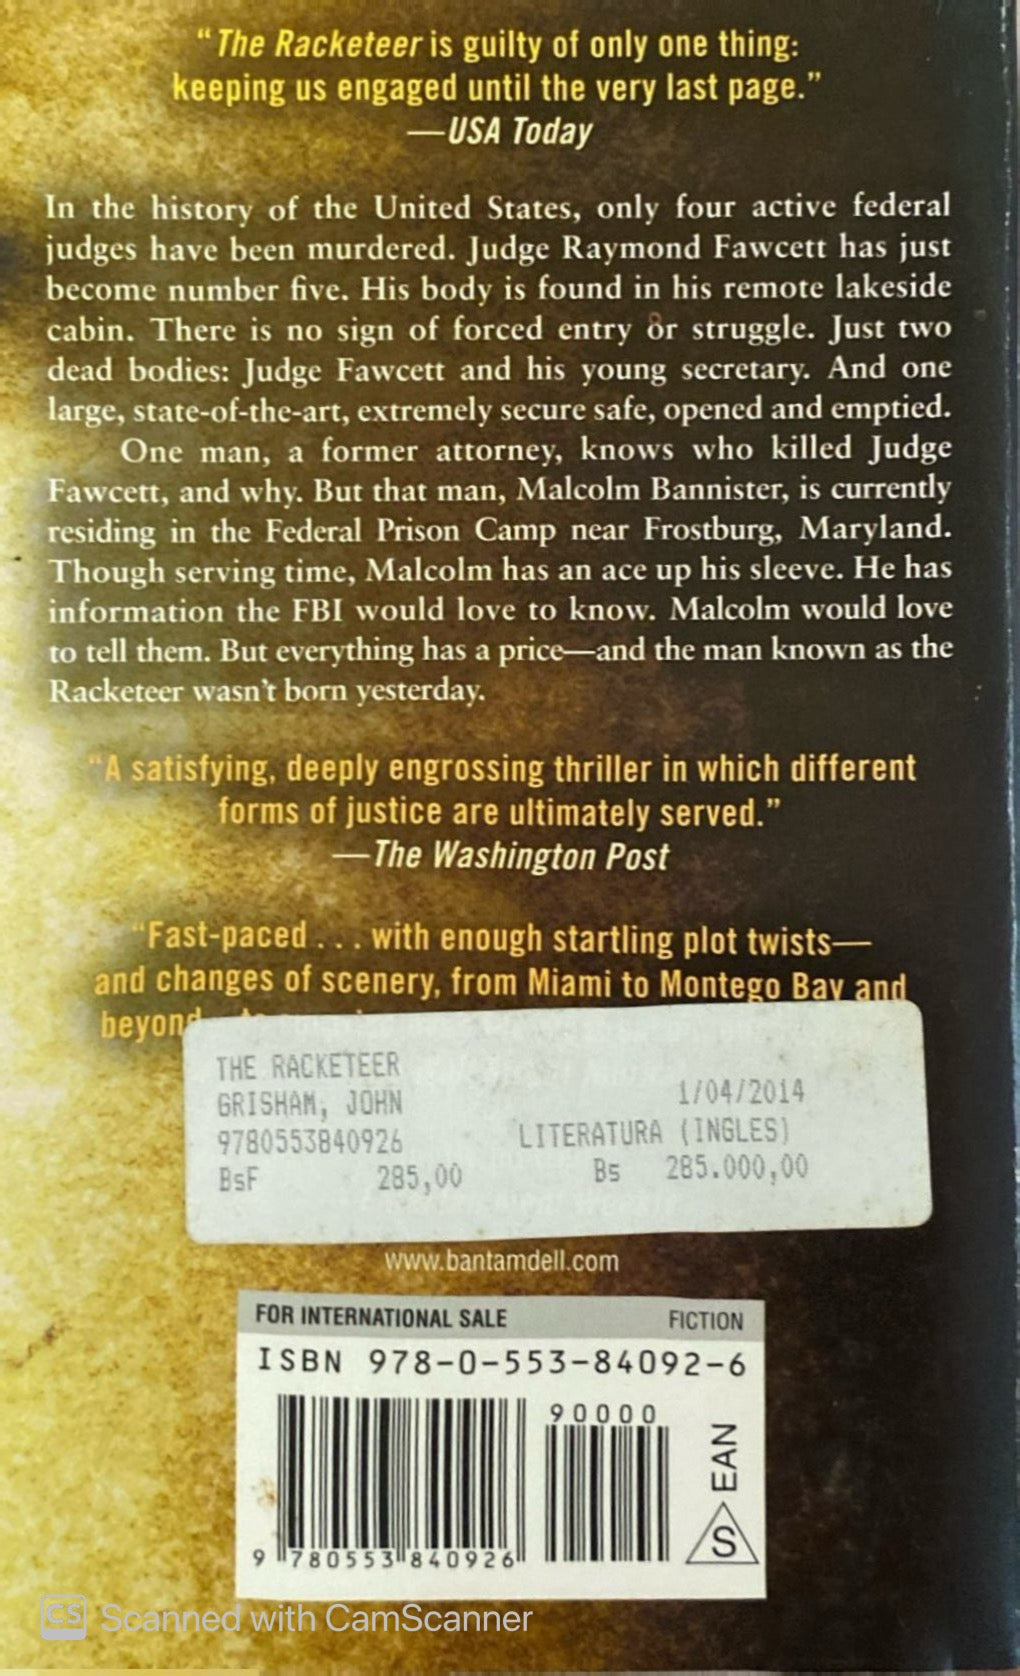 “The Racketeer is guilty of only one thing:
keeping us engaged until the very last page.”
—USA Today
In the history of the United States, only four active federal
judges have been murdered. Judge Raymond Fawcett has just
become number five. His body is found in his remote lakeside
cabin. There is no sign of forced entry or struggle. Just two
dead bodies: Judge Fawcett and his young secretary. And one
large, state-of-the-art, extremely secure safe, opened and emptied.
One man, a former attorney, knows who killed Judge
Fawcett, and why. But that man, Malcolm Bannister, is currently
residing in the Federal Prison Camp near Frostburg, Maryland.
Though serving time, Malcolm has an ace up his sleeve. He has
information the FBI would love to know. Malcolm would love
to tell them. But everything has a price—and the man known as the
Racketeer wasn’t born yesterday.
“A satisfying, deeply engrossing thriller in which different
forms of justice are ultimately served.”
—The Washington Post
“Fast-paced . . . with enough startling plot twists—
and changes of scenery, from Miami to Montego Bay and
beyond
THE RACKETEER
GRISHAM, JOHN 1/04/2014
9780553840926 LITERATURA (INGLES)
BsF 285,00 Bs 285.000,00
www.bantamdell.com
FOR INTERNATIONAL SALE FICTION
ISBN 978-0-553-84092-6
90000
EAN
S
9 780553 840926
CS Scanned with CamScanner